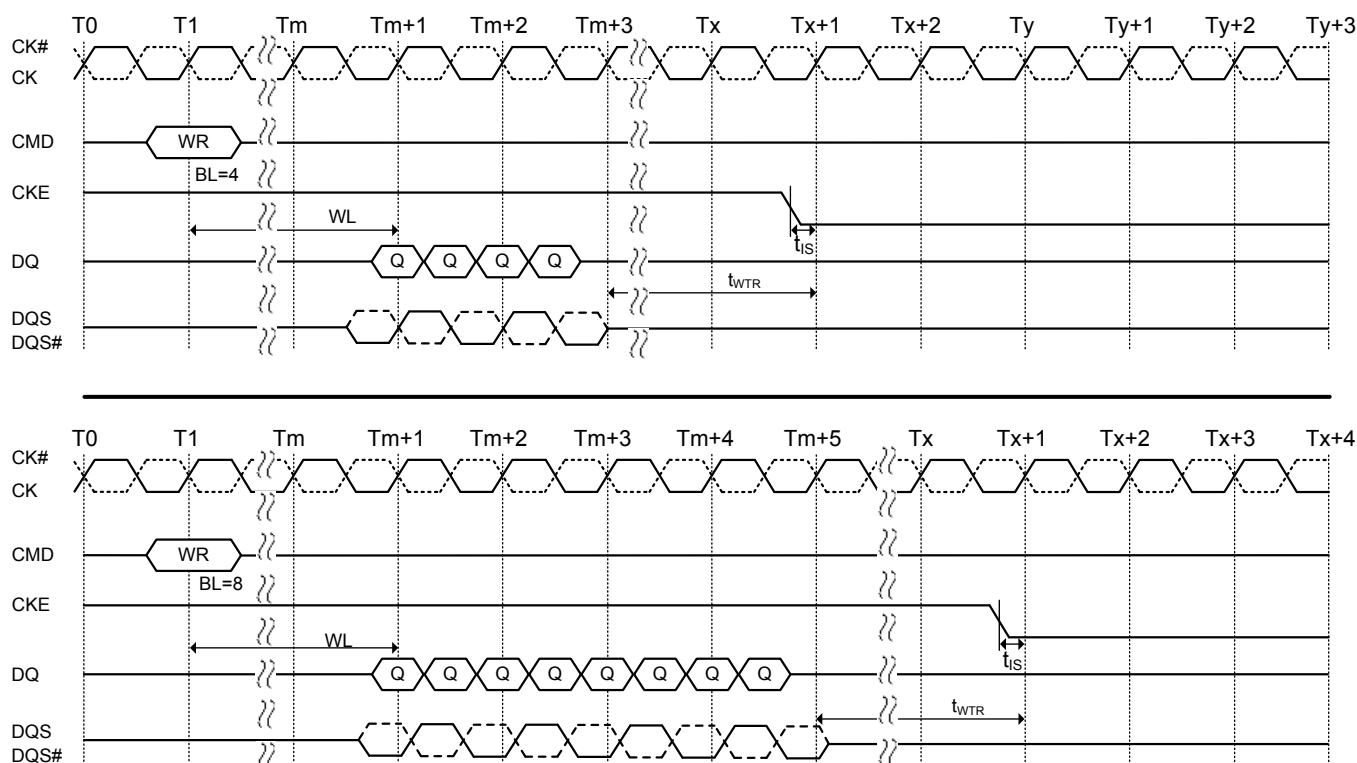 T0 T1 Tm Tm+1 Tm+2 Tm+3 Tx Tx+1 Tx+2 Ty Ty+1 Ty+2 Ty+3
CK#
CK
CMD WR
BL=4
CKE
WL
tIS
DQ Q Q Q Q
tWTR
DQS
DQS#
T0 T1 Tm Tm+1 Tm+2 Tm+3 Tm+4 Tm+5 Tx Tx+1 Tx+2 Tx+3 Tx+4
CK#
CK
CMD WR
BL=8
CKE
WL
tIS
DQ Q Q Q Q Q Q Q Q
tWTR
DQS
DQS#